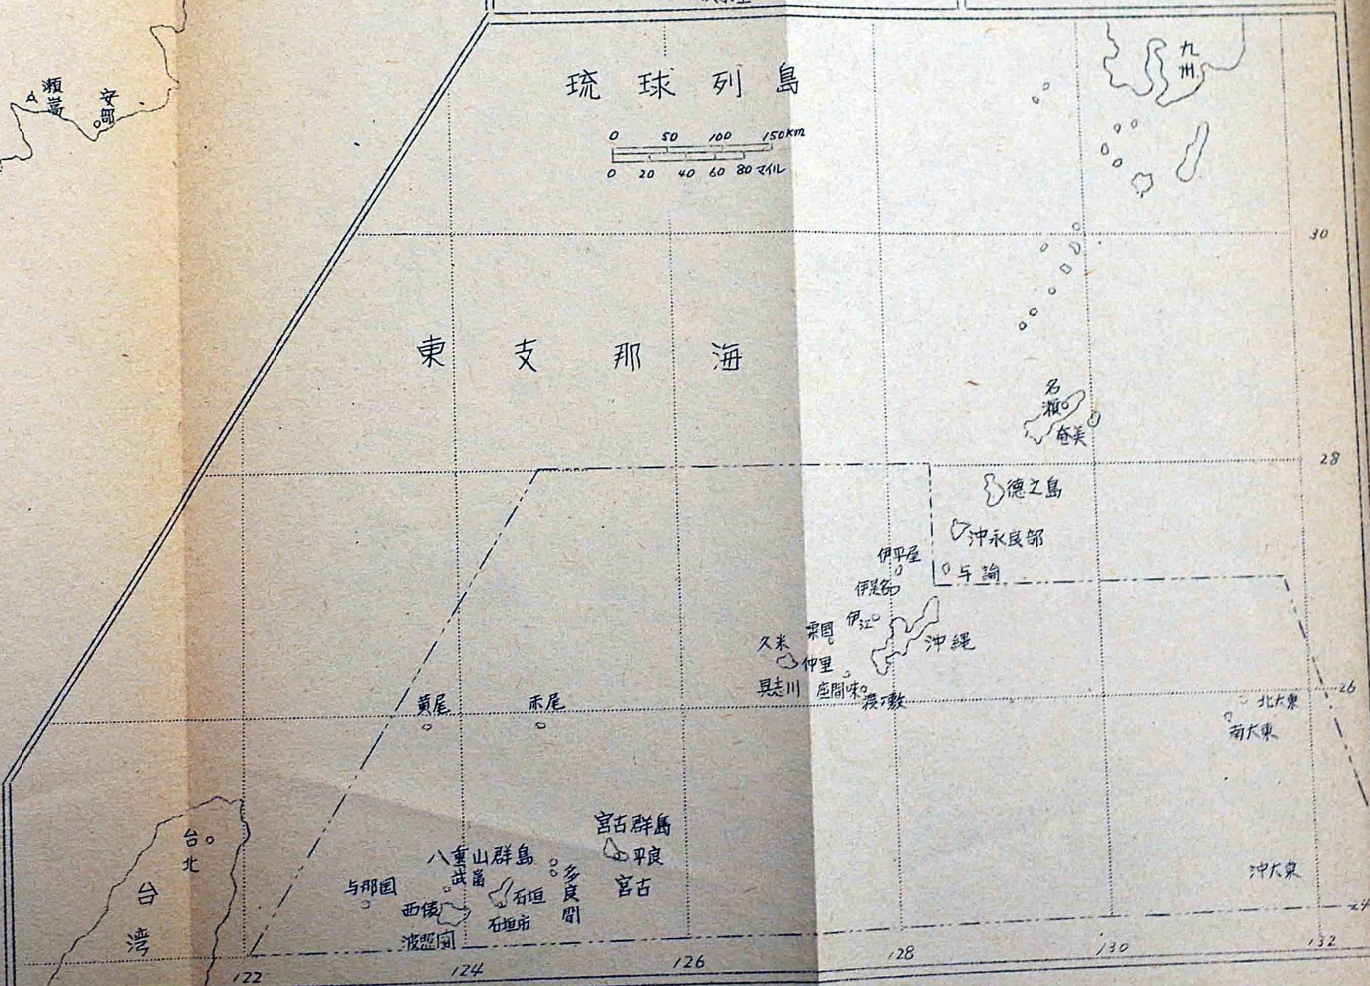 瀬嵩
安部
琉球列島
九州
0 50 100 150Km
0 20 40 60 80マイル
30
東支那海
名瀬
奄美
28
徳之島
沖永良部
伊平屋
与論
伊是名
伊江
粟国
沖縄
久米
仲里
具志川
座間味
渡嘉敷
26
黄尾
赤尾
北大東
南大東
宮古群島
平良
宮古
台北
八重山群島
多良間
沖大東
与那国
西表
石垣
石垣市
波照間
台湾
24
122 124 126 128 130 132